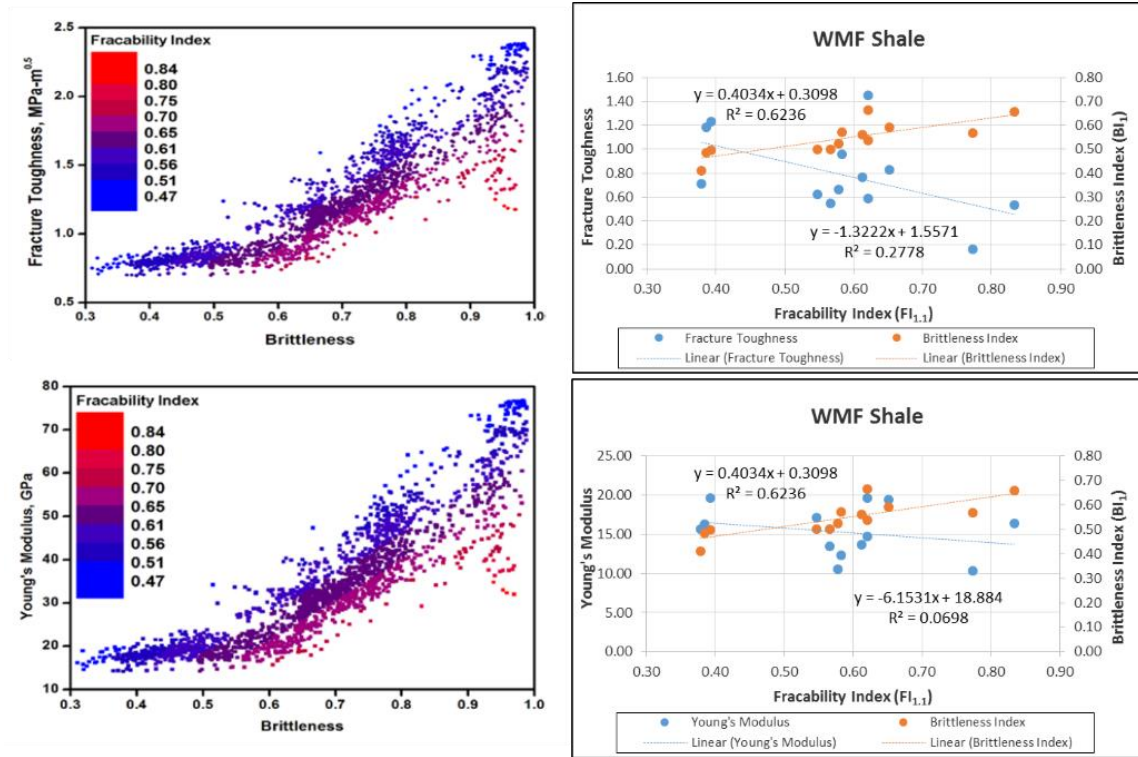 Fracability Index
0.84
0.80
0.75
0.70
0.65
0.61
0.56
0.51
0.47
2.5
2.0
1.5
1.0
0.5
Fracture Toughness, MPa-m^0.5
0.3 0.4 0.5 0.6 0.7 0.8 0.9 1.0
Brittleness
WMF Shale
1.60
1.40
1.20
1.00
0.80
0.60
0.40
0.20
0.00
Fracture Toughness
y = 0.4034x + 0.3098
R² = 0.6236
y = -1.3222x + 1.5571
R² = 0.2778
0.80
0.70
0.60
0.50
0.40
0.30
0.20
0.10
0.00
Brittleness Index (BI₁)
0.30 0.40 0.50 0.60 0.70 0.80 0.90
Fracability Index (FI₁.₁)
Fracture Toughness Brittleness Index
Linear (Fracture Toughness) Linear (Brittleness Index)
Fracability Index
0.84
0.80
0.75
0.70
0.65
0.61
0.56
0.51
0.47
80
70
60
50
40
30
20
10
Young's Modulus, GPa
0.3 0.4 0.5 0.6 0.7 0.8 0.9 1.0
Brittleness
WMF Shale
25.00
20.00
15.00
10.00
5.00
0.00
Young's Modulus
y = 0.4034x + 0.3098
R² = 0.6236
y = -6.1531x + 18.884
R² = 0.0698
0.80
0.70
0.60
0.50
0.40
0.30
0.20
0.10
0.00
Brittleness Index (BI₁)
0.30 0.40 0.50 0.60 0.70 0.80 0.90
Fracability Index (FI₁.₁)
Young's Modulus Brittleness Index
Linear (Young's Modulus) Linear (Brittleness Index)